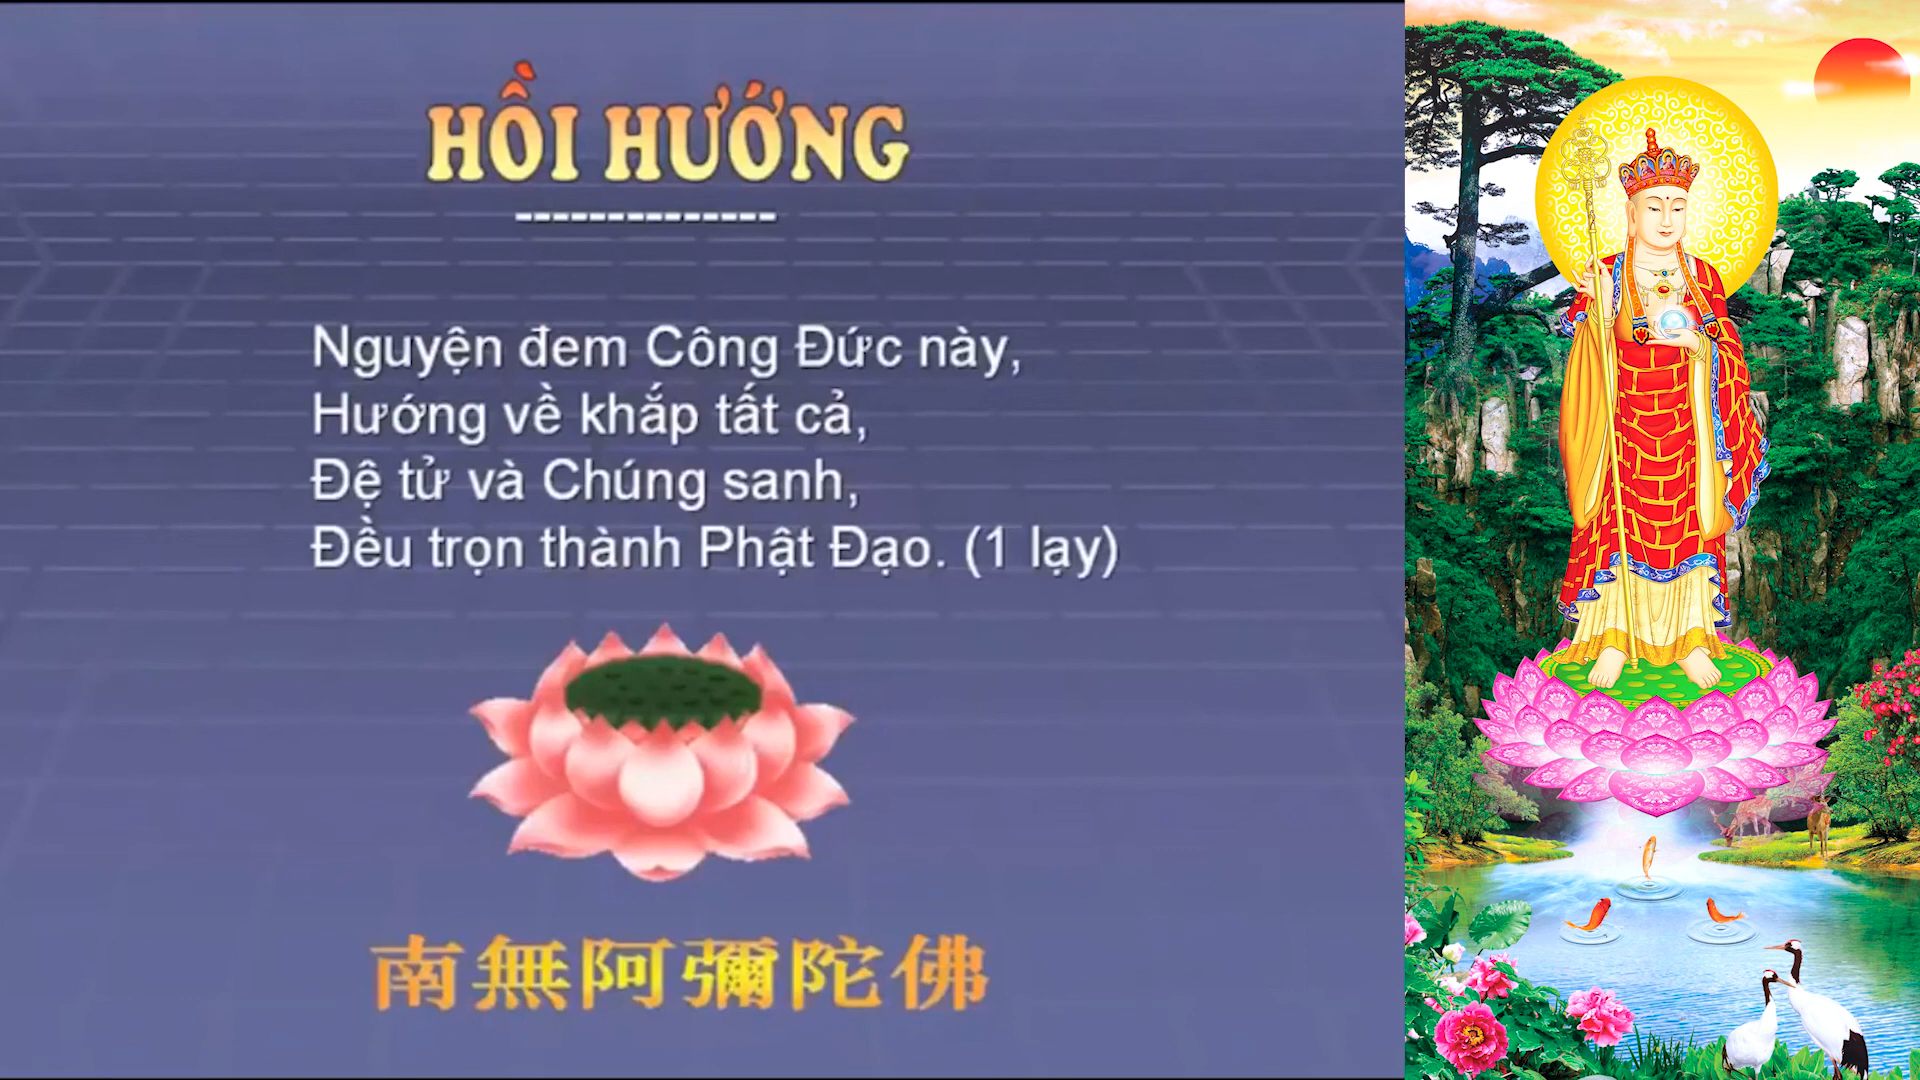 HỒI HƯỚNG
--------------
Nguyện đem Công Đức này,
Hướng về khắp tất cả,
Đệ tử và Chúng sanh,
Đều trọn thành Phật Đạo. (1 lạy)
南無阿彌陀佛